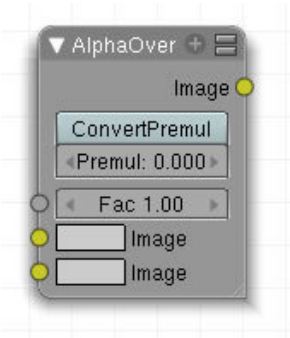 AlphaOver
Image
ConvertPremul
Premul: 0.000
Fac 1.00
Image
Image